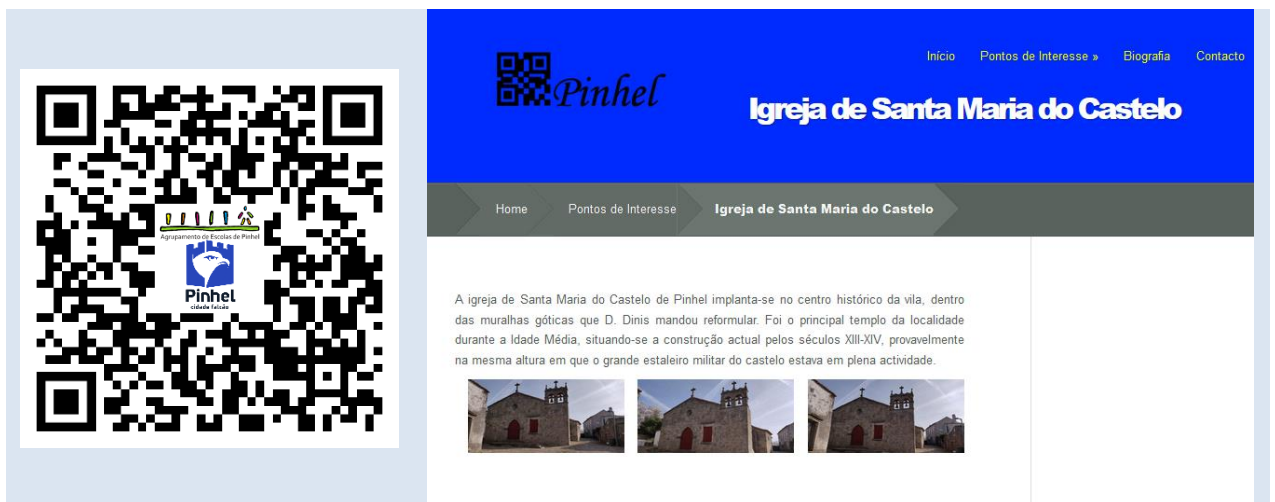 Agrupamento de Escolas de Pinhel
Pinhel
cidade falcão
Pinhel
Início Pontos de Interesse » Biografia Contacto
Igreja de Santa Maria do Castelo
Home Pontos de Interesse Igreja de Santa Maria do Castelo
A igreja de Santa Maria do Castelo de Pinhel implanta-se no centro histórico da vila, dentro
das muralhas góticas que D. Dinis mandou reformular. Foi o principal templo da localidade
durante a Idade Média, situando-se a construção actual pelos séculos XIII-XIV, provavelmente
na mesma altura em que o grande estaleiro militar do castelo estava em plena actividade.